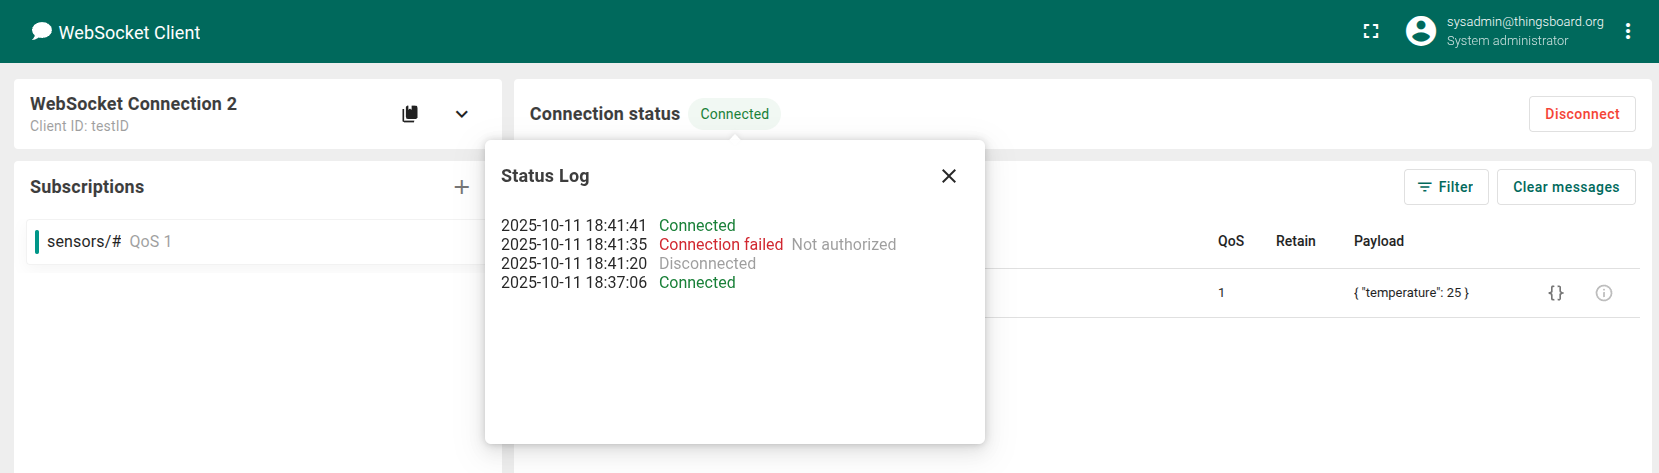 WebSocket Client
sysadmin@thingsboard.org
System administrator
WebSocket Connection 2
Client ID: testID
Connection status
Connected
Disconnect
Subscriptions
sensors/# QoS 1
Status Log
2025-10-11 18:41:41 Connected
2025-10-11 18:41:35 Connection failed Not authorized
2025-10-11 18:41:20 Disconnected
2025-10-11 18:37:06 Connected
Filter
Clear messages
QoS Retain Payload
1 { "temperature": 25 } {}